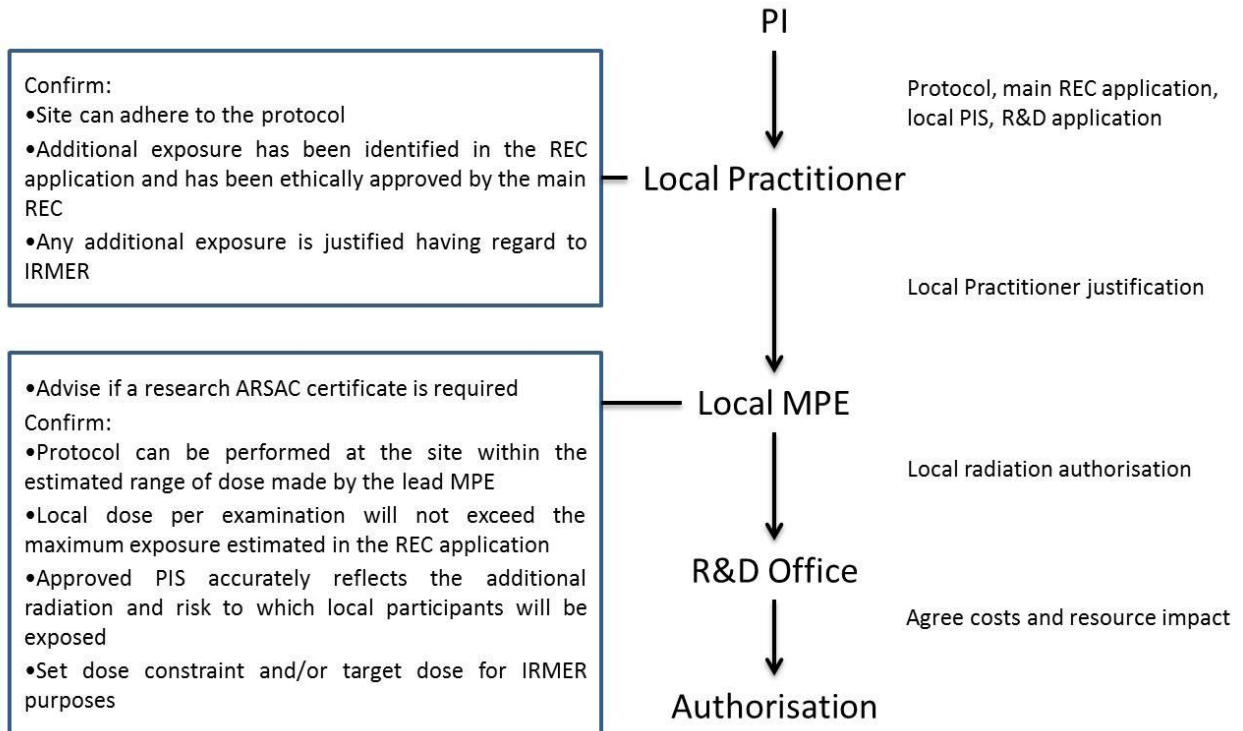 PI
Protocol, main REC application,
local PIS, R&D application
Confirm:
•Site can adhere to the protocol
•Additional exposure has been identified in the REC
application and has been ethically approved by the main
REC
•Any additional exposure is justified having regard to
IRMER
Local Practitioner
Local Practitioner justification
•Advise if a research ARSAC certificate is required
Confirm:
•Protocol can be performed at the site within the
estimated range of dose made by the lead MPE
•Local dose per examination will not exceed the
maximum exposure estimated in the REC application
•Approved PIS accurately reflects the additional
radiation and risk to which local participants will be
exposed
•Set dose constraint and/or target dose for IRMER
purposes
Local MPE
Local radiation authorisation
R&D Office
Agree costs and resource impact
Authorisation